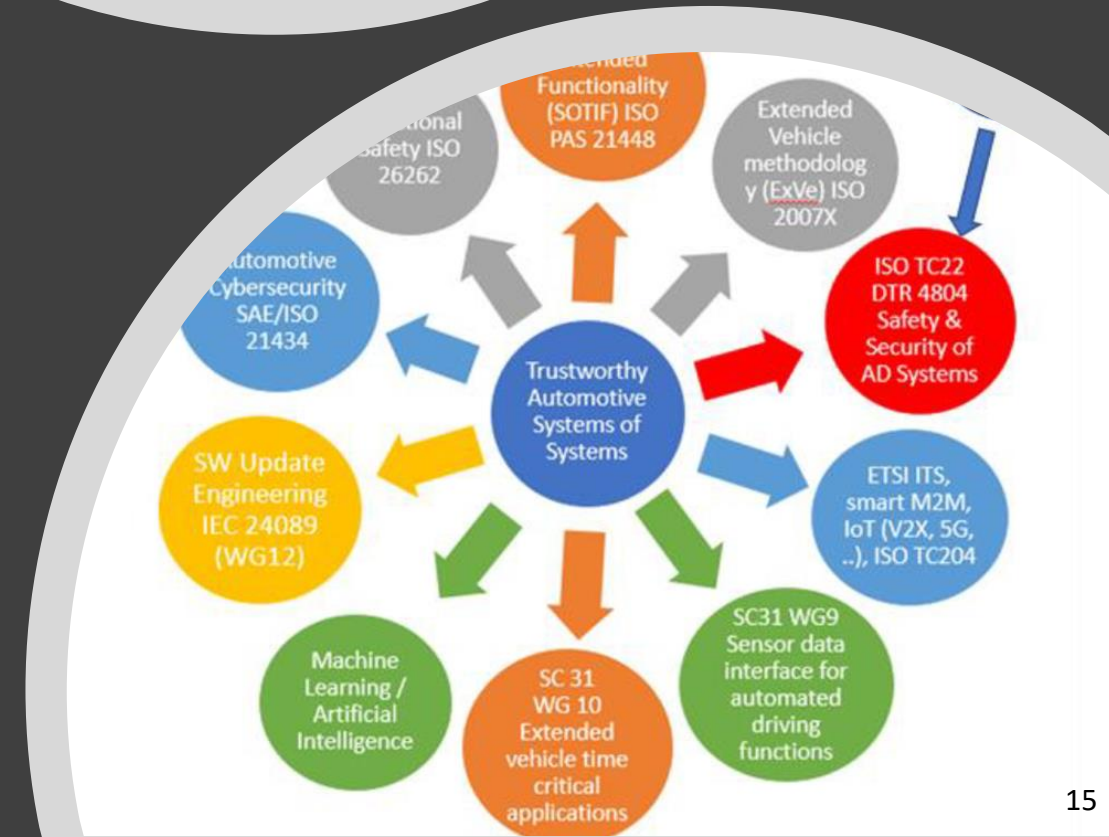 Functionality
(SOTIF) ISO
PAS 21448
Safety ISO
26262
Extended
Vehicle
methodolog
y (ExVe) ISO
2007X
utomotive
Cybersecurity
SAE/ISO
21434
ISO TC22
DTR 4804
Safety &
Security of
AD Systems
Trustworthy
Automotive
Systems of
Systems
SW Update
Engineering
IEC 24089
(WG12)
ETSI ITS,
smart M2M,
IoT (V2X, 5G,
..), ISO TC204
Machine
Learning /
Artificial
Intelligence
SC 31
WG 10
Extended
vehicle time
critical
applications
SC31 WG9
Sensor data
interface for
automated
driving
functions
15